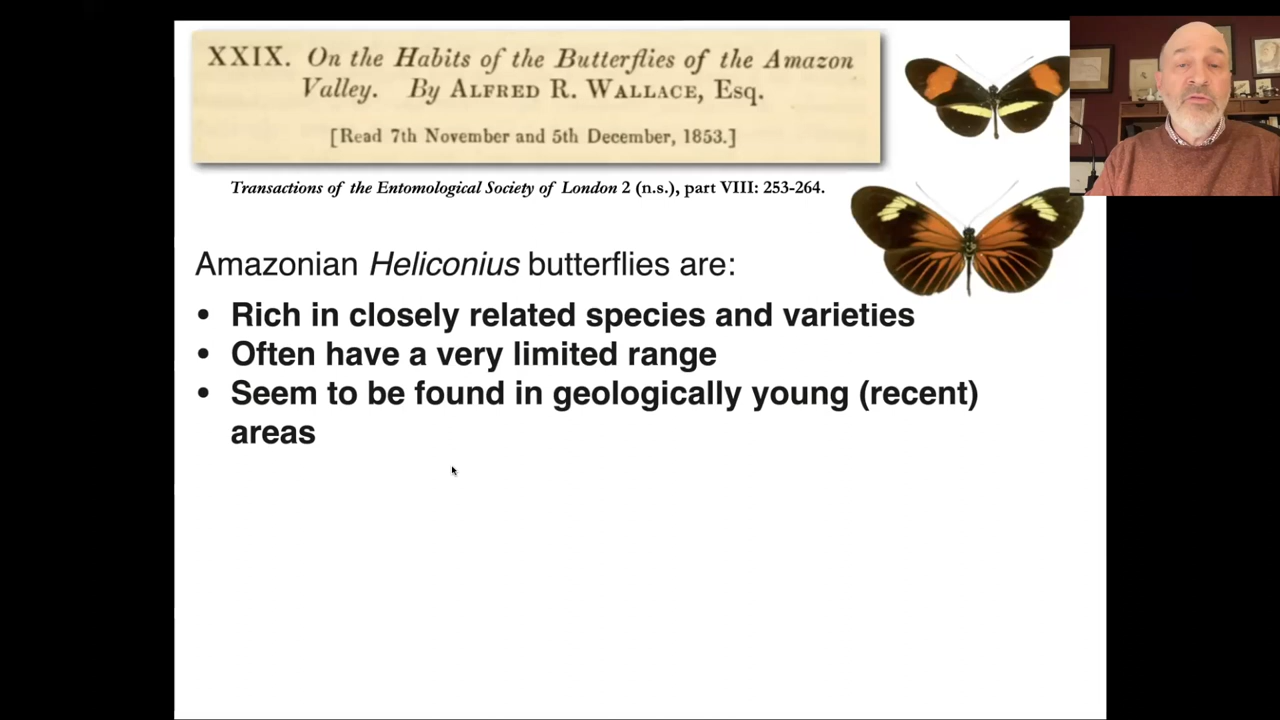 XXIX. On the Habits of the Butterflies of the Amazon
Valley. By ALFRED R. WALLACE, Esq.
[Read 7th November and 5th December, 1853.]
Transactions of the Entomological Society of London 2 (n.s.), part VIII: 253-264.
Amazonian Heliconius butterflies are:
• Rich in closely related species and varieties
• Often have a very limited range
• Seem to be found in geologically young (recent)
areas